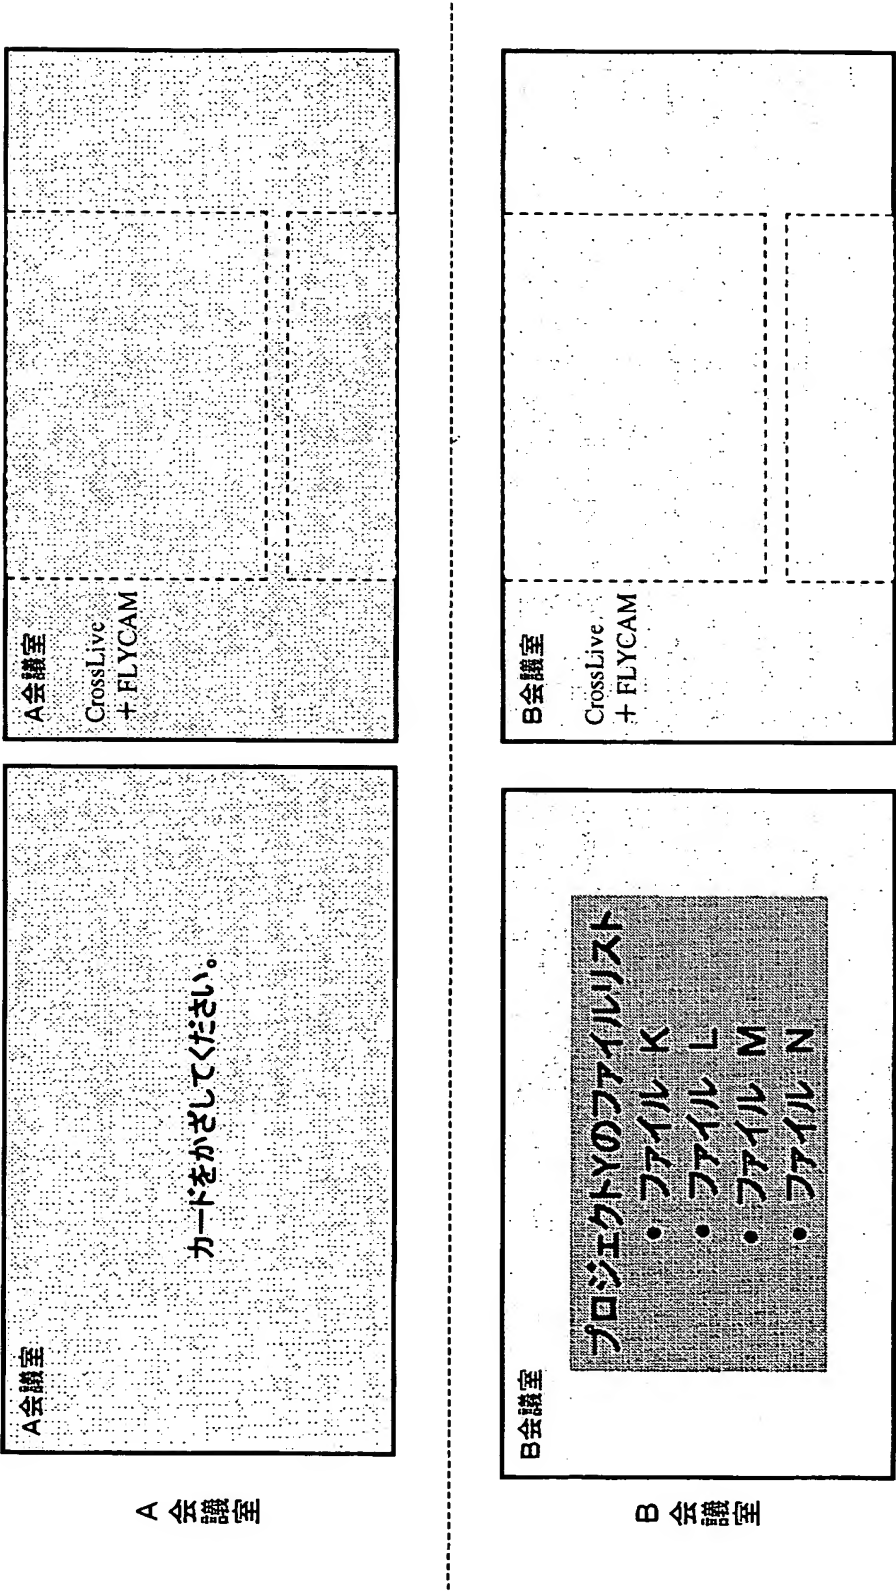 A会議室
A会議室
カードをかざしてください。
A会議室
CrossLive
+ FLYCAM
B会議室
B会議室
プロジェクトYのファイルリスト
• ファイル K
• ファイル L
• ファイル M
• ファイル N
B会議室
CrossLive
+ FLYCAM